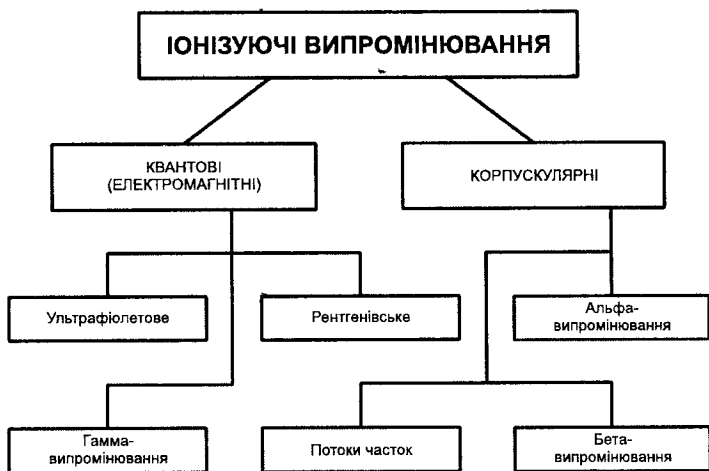 ІОНІЗУЮЧІ ВИПРОМІНЮВАННЯ
КВАНТОВІ
(ЕЛЕКТРОМАГНІТНІ)
КОРПУСКУЛЯРНІ
Ультрафіолетове
Рентгенівське
Альфа-
випромінювання
Гамма-
випромінювання
Потоки часток
Бета-
випромінювання